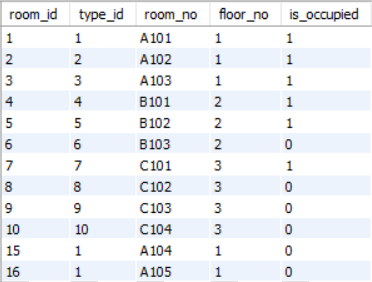 room_id type_id room_no floor_no is_occupied
1 1 A101 1 1
2 2 A102 1 1
3 3 A103 1 1
4 4 B101 2 1
5 5 B102 2 1
6 6 B103 2 0
7 7 C101 3 1
8 8 C102 3 0
9 9 C103 3 0
10 10 C104 3 0
15 1 A104 1 0
16 1 A105 1 0